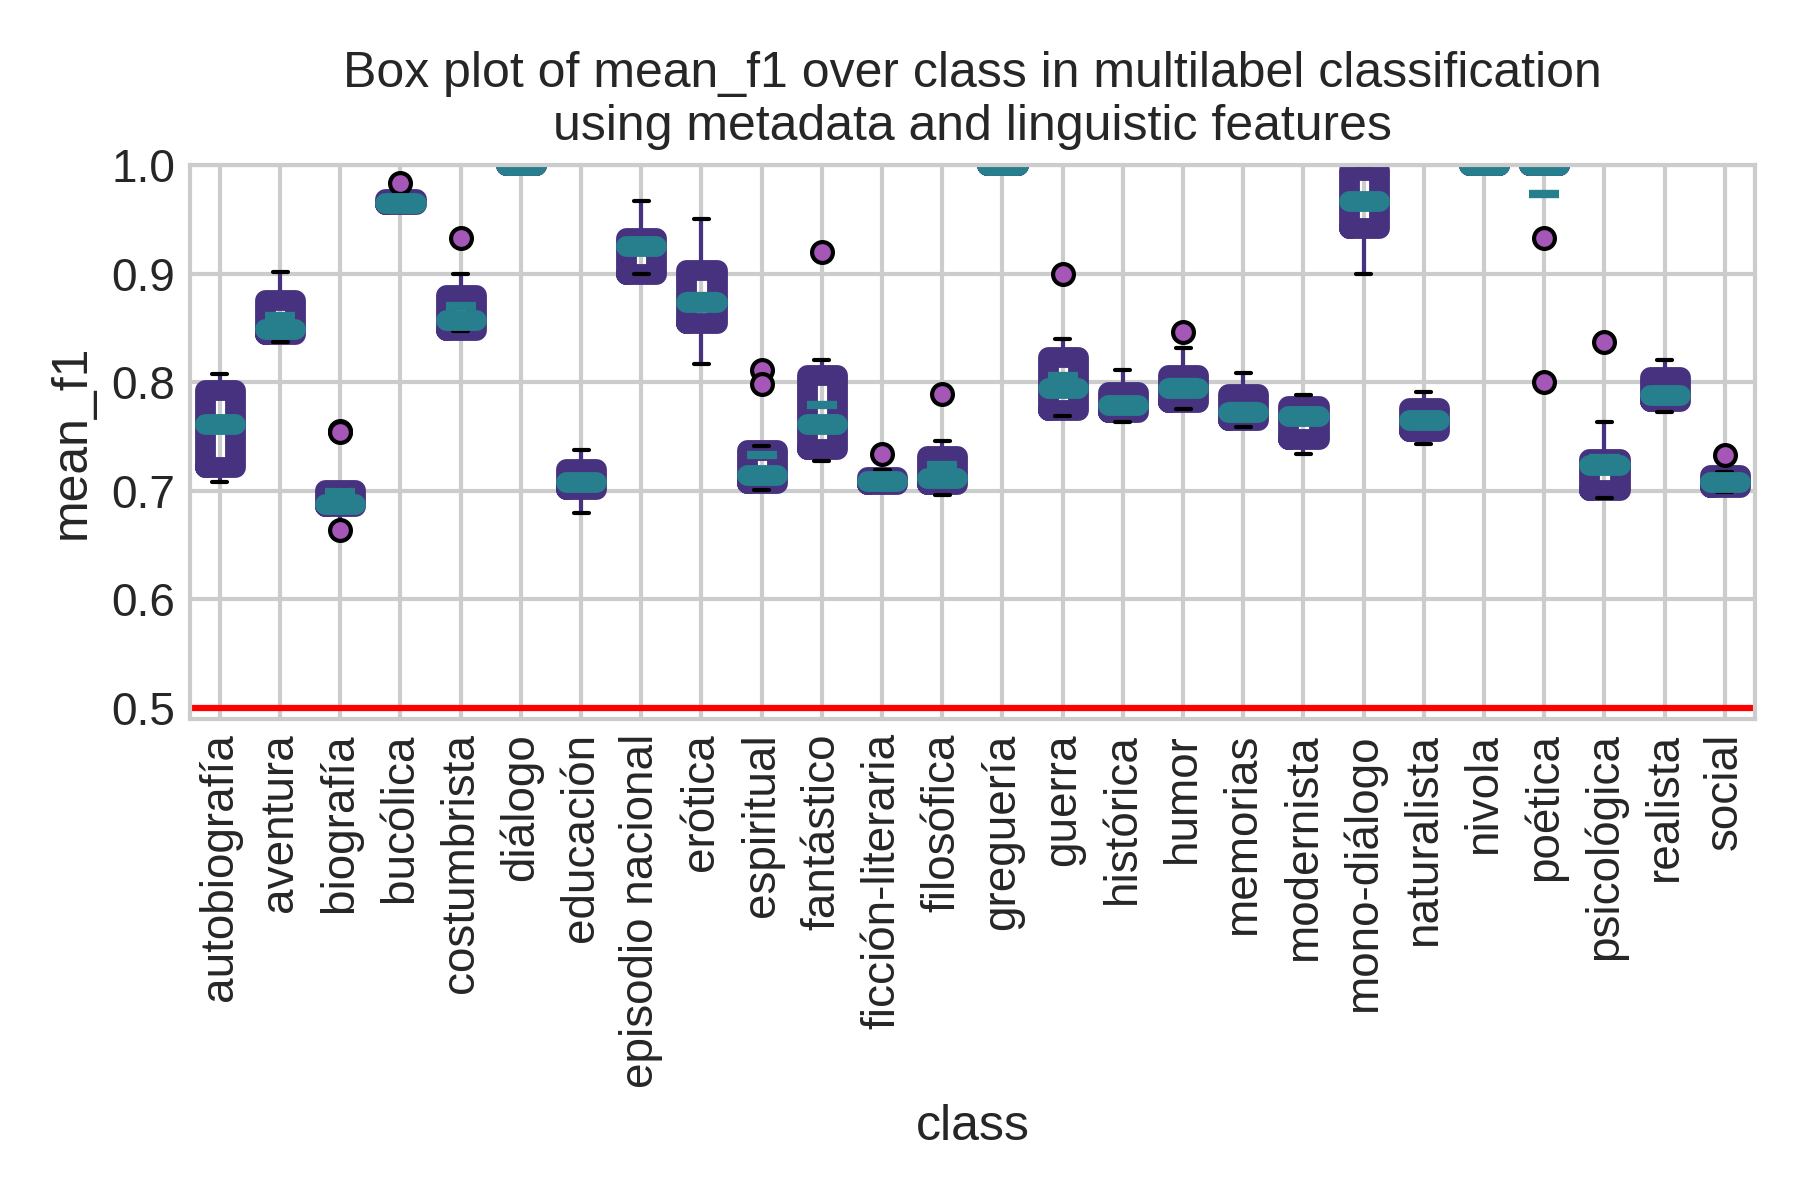 Box plot of mean_f1 over class in multilabel classification
using metadata and linguistic features
mean_f1
1.0
0.9
0.8
0.7
0.6
0.5
autobiografía
aventura
biografía
bucólica
costumbrista
diálogo
educación
episodio nacional
erótica
espiritual
fantástico
ficción-literaria
filosófica
greguería
guerra
histórica
humor
memorias
modernista
mono-diálogo
naturalista
nivola
poética
psicológica
realista
social
class